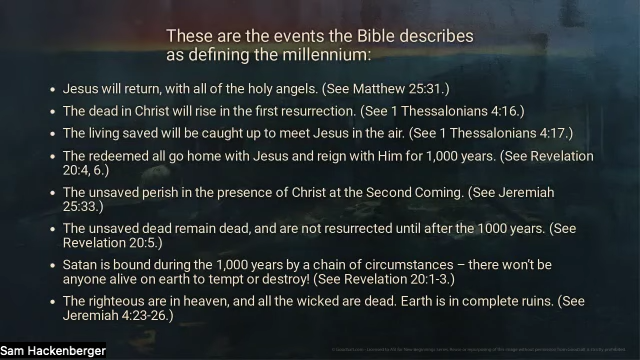 These are the events the Bible describes
as defining the millennium:
• Jesus will return, with all of the holy angels. (See Matthew 25:31.)
• The dead in Christ will rise in the first resurrection. (See 1 Thessalonians 4:16.)
• The living saved will be caught up to meet Jesus in the air. (See 1 Thessalonians 4:17.)
• The redeemed all go home with Jesus and reign with Him for 1,000 years. (See Revelation
20:4, 6.)
• The unsaved perish in the presence of Christ at the Second Coming. (See Jeremiah
25:33.)
• The unsaved dead remain dead, and are not resurrected until after the 1000 years. (See
Revelation 20:5.)
• Satan is bound during the 1,000 years by a chain of circumstances – there won't be
anyone alive on earth to tempt or destroy! (See Revelation 20:1-3.)
• The righteous are in heaven, and all the wicked are dead. Earth is in complete ruins. (See
Jeremiah 4:23-26.)
Sam Hackenberger